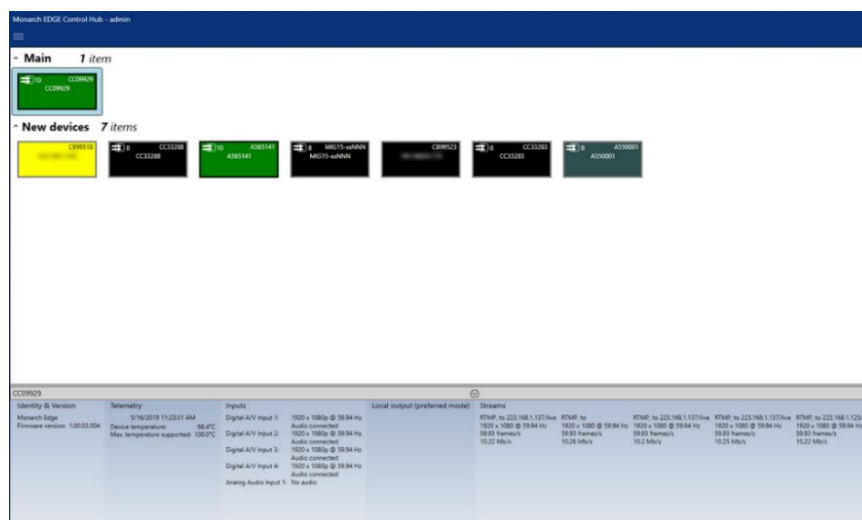 Monarch EDGE Control Hub - admin
Main 1 item
10 CC09929
CC09929
New devices 7 items
CB99518
8 CC33288
CC33288
10 A565141
A565141
8 MIG15-xxNNN
MIG15-xxNNN
CB99523
8 CC33283
CC33283
8 A550001
A550001
CC09929
Identity & Version
Monarch Edge
Firmware version: 1.00.03.004
Telemetry
5/16/2019 11:23:31 AM
Device temperature: 66.4°C
Max. temperature supported: 100.0°C
Inputs
Digital A/V Input 1: 1920 x 1080p @ 59.94 Hz
Audio connected
Digital A/V Input 2: 1920 x 1080p @ 59.94 Hz
Audio connected
Digital A/V Input 3: 1920 x 1080p @ 59.94 Hz
Audio connected
Digital A/V Input 4: 1920 x 1080p @ 59.94 Hz
Audio connected
Analog Audio Input 1: No audio
Local output (preferred mode)
Streams
RTMP, to 223.168.1.137/live
1920 x 1080 @ 59.94 Hz
59.93 frames/s
10.22 Mb/s
RTMP, to
1920 x 1080 @ 59.94 Hz
59.93 frames/s
10.26 Mb/s
RTMP, to 223.168.1.137/live
1920 x 1080 @ 59.94 Hz
59.93 frames/s
10.2 Mb/s
RTMP, to 223.168.1.137/live
1920 x 1080 @ 59.94 Hz
59.93 frames/s
10.25 Mb/s
RTMP, to 223.168.1.125/
1920 x 1080 @ 59.94 Hz
59.93 frames/s
10.22 Mb/s